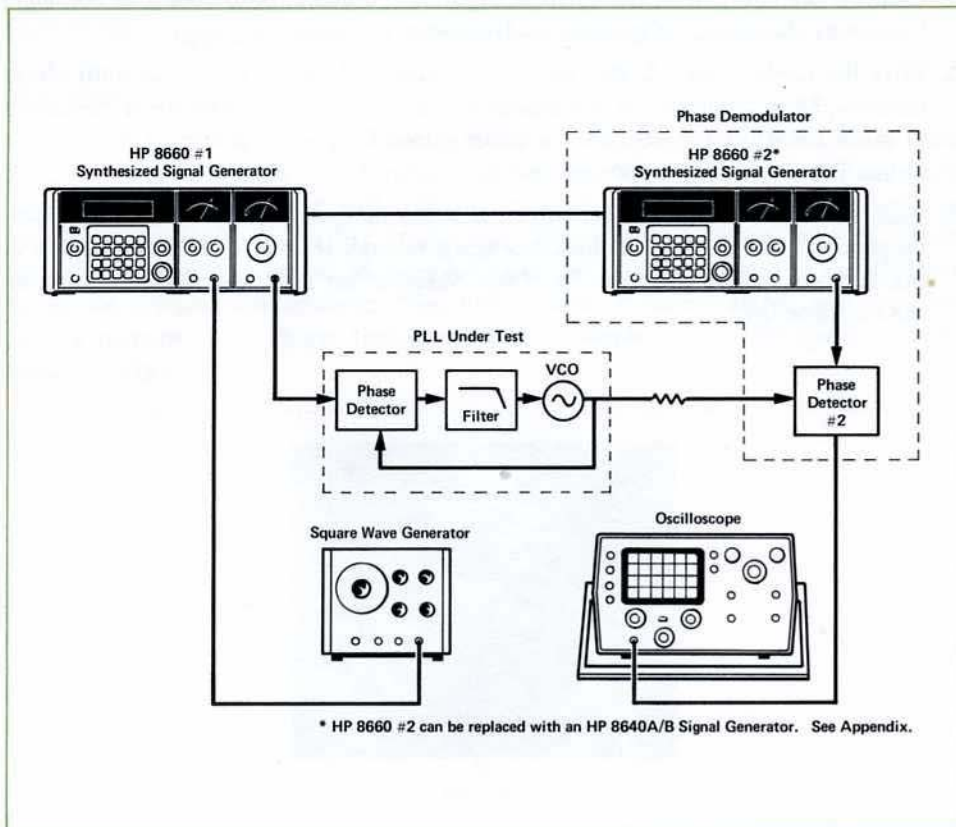 Phase Demodulator
HP 8660 #1
Synthesized Signal Generator
HP 8660 #2*
Synthesized Signal Generator
PLL Under Test
Phase
Detector
Filter
VCO
Phase
Detector
#2
Square Wave Generator
Oscilloscope
* HP 8660 #2 can be replaced with an HP 8640A/B Signal Generator. See Appendix.